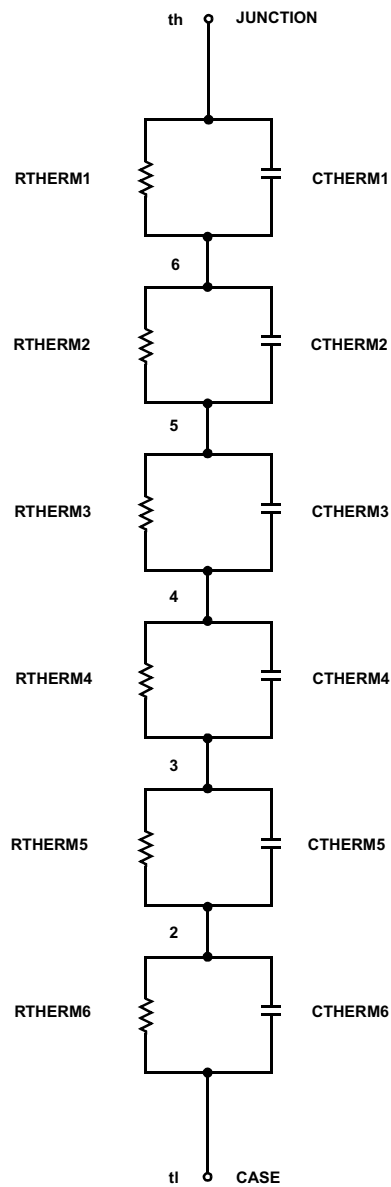 th JUNCTION
RTHERM1 CTHERM1
6
RTHERM2 CTHERM2
5
RTHERM3 CTHERM3
4
RTHERM4 CTHERM4
3
RTHERM5 CTHERM5
2
RTHERM6 CTHERM6
tl CASE